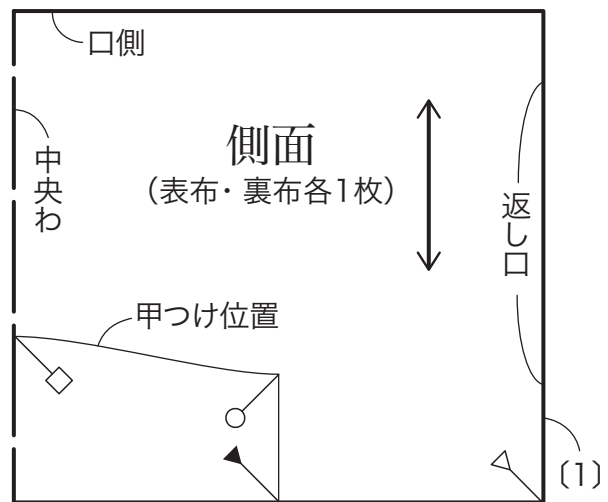 口側
中央わ
側面
（表布・裏布各1枚）
返し口
甲つけ位置
〔1〕